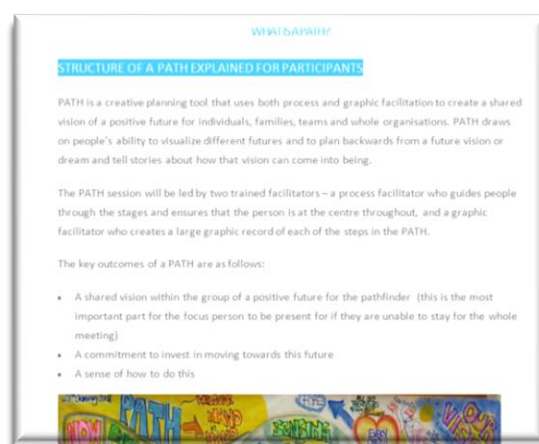 WHAT IS A PATH?
STRUCTURE OF A PATH EXPLAINED FOR PARTICIPANTS
PATH is a creative planning tool that uses both process and graphic facilitation to create a shared
vision of a positive future for individuals, families, teams and whole organisations. PATH draws
on people's ability to visualize different futures and to plan backwards from a future vision or
dream and tell stories about how that vision can come into being.
The PATH session will be led by two trained facilitators – a process facilitator who guides people
through the stages and ensures that the person is at the centre throughout, and a graphic
facilitator who creates a large graphic record of each of the steps in the PATH.
The key outcomes of a PATH are as follows:
• A shared vision within the group of a positive future for the pathfinder (this is the most
important part for the focus person to be present for if they are unable to stay for the whole
meeting)
• A commitment to invest in moving towards this future
• A sense of how to do this
PATH
NOW
OUR